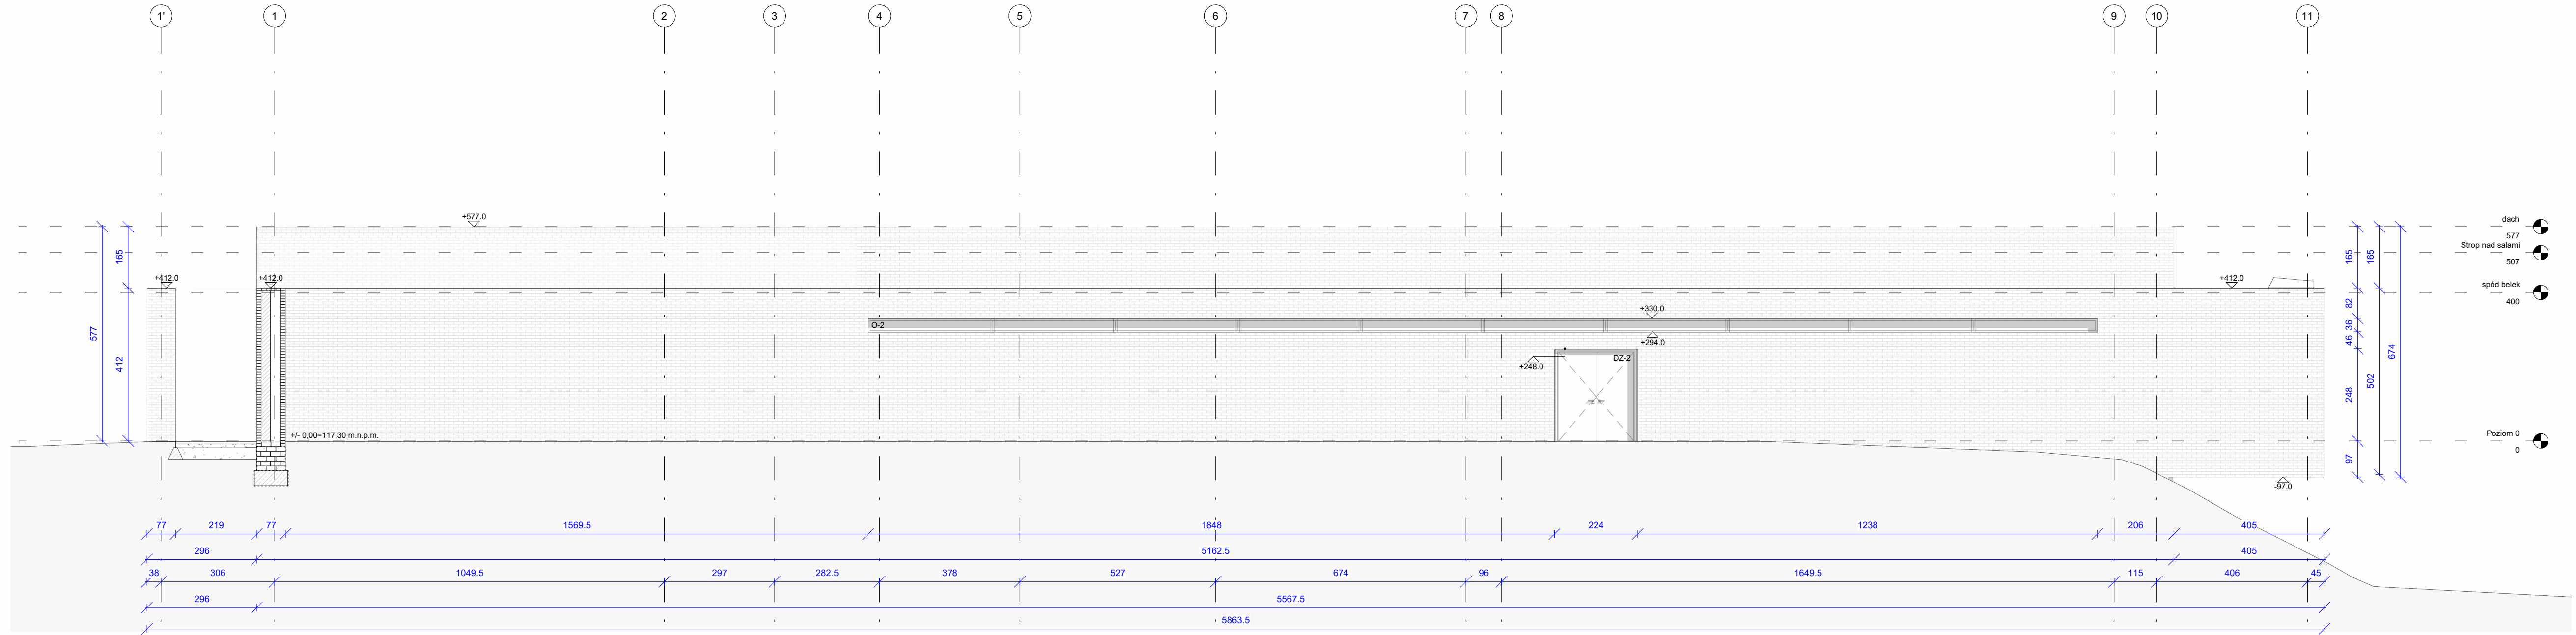 1' 1 2 3 4 5 6 7 8 9 10 11
+577.0
dach
577
Strop nad salami
507
+412.0 +412.0 +412.0
spód belek
400
165 165 165
577 412
82 36 46 248 97
502 674
O-2 +330.0
+294.0
DZ-2
+248.0
+/- 0,00=117,30 m.n.p.m.
Poziom 0
0
-97.0
77 219 77 1569.5 1848 224 1238 206 405
296 5162.5 405
38 306 1049.5 297 282.5 378 527 674 96 1649.5 115 406 45
296 5567.5
5863.5